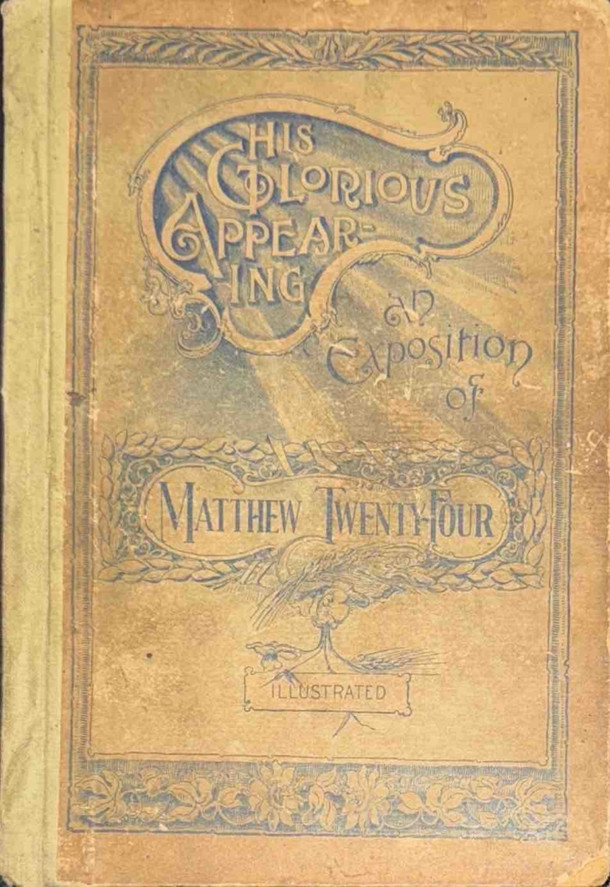 HIS
GLORIOUS
APPEAR-
ING
an
Exposition
of
MATTHEW TWENTY-FOUR
ILLUSTRATED